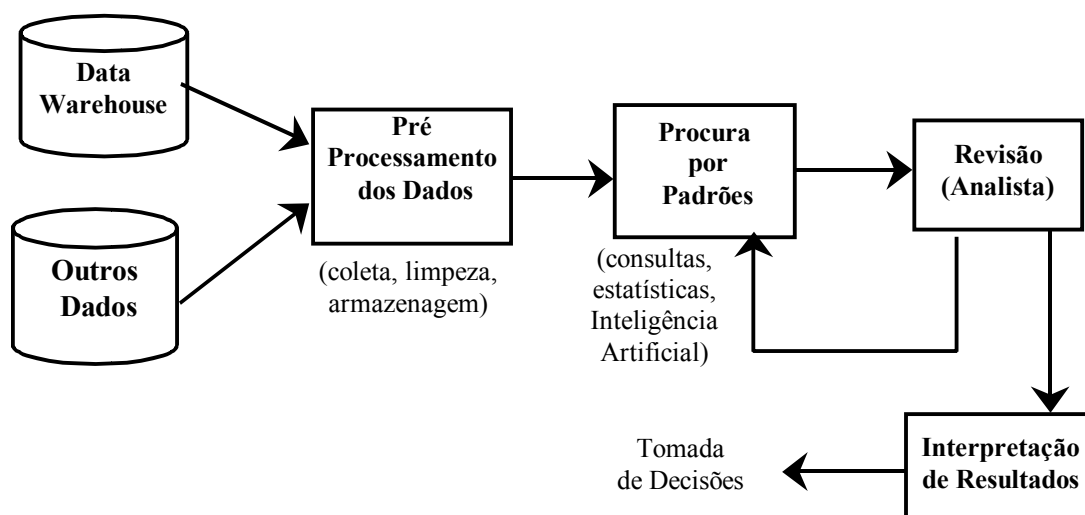 Data
Warehouse
Outros
Dados
Pré
Processamento
dos Dados
(coleta, limpeza,
armazenagem)
Procura
por
Padrões
(consultas,
estatísticas,
Inteligência
Artificial)
Revisão
(Analista)
Interpretação
de Resultados
Tomada
de Decisões